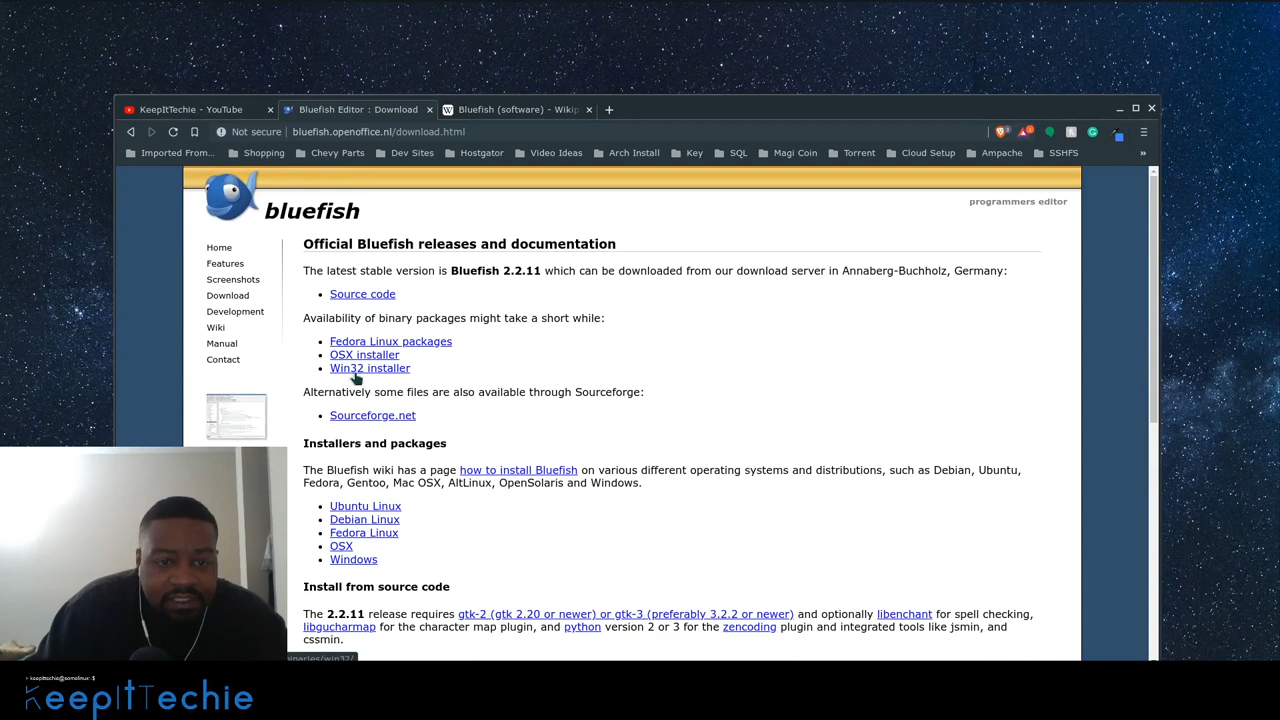 KeepItTechie - YouTube
Bluefish Editor : Download
Bluefish (software) - Wikip
Not secure
bluefish.openoffice.nl/download.html
Imported From...
Shopping
Chevy Parts
Dev Sites
Hostgator
Video Ideas
Arch Install
Key
SQL
Magi Coin
Torrent
Cloud Setup
Ampache
SSHFS
bluefish
programmers editor
Home
Features
Screenshots
Download
Development
Wiki
Manual
Contact
Official Bluefish releases and documentation
The latest stable version is Bluefish 2.2.11 which can be downloaded from our download server in Annaberg-Buchholz, Germany:
Source code
Availability of binary packages might take a short while:
Fedora Linux packages
OSX installer
Win32 installer
Alternatively some files are also available through Sourceforge:
Sourceforge.net
Installers and packages
The Bluefish wiki has a page how to install Bluefish on various different operating systems and distributions, such as Debian, Ubuntu,
Fedora, Gentoo, Mac OSX, AltLinux, OpenSolaris and Windows.
Ubuntu Linux
Debian Linux
Fedora Linux
OSX
Windows
Install from source code
The 2.2.11 release requires gtk-2 (gtk 2.20 or newer) or gtk-3 (preferably 3.2.2 or newer) and optionally libenchant for spell checking,
libgucharmap for the character map plugin, and python version 2 or 3 for the zencoding plugin and integrated tools like jsmin, and
cssmin.
> keepittechie@somelinux: $
KeepItTechie